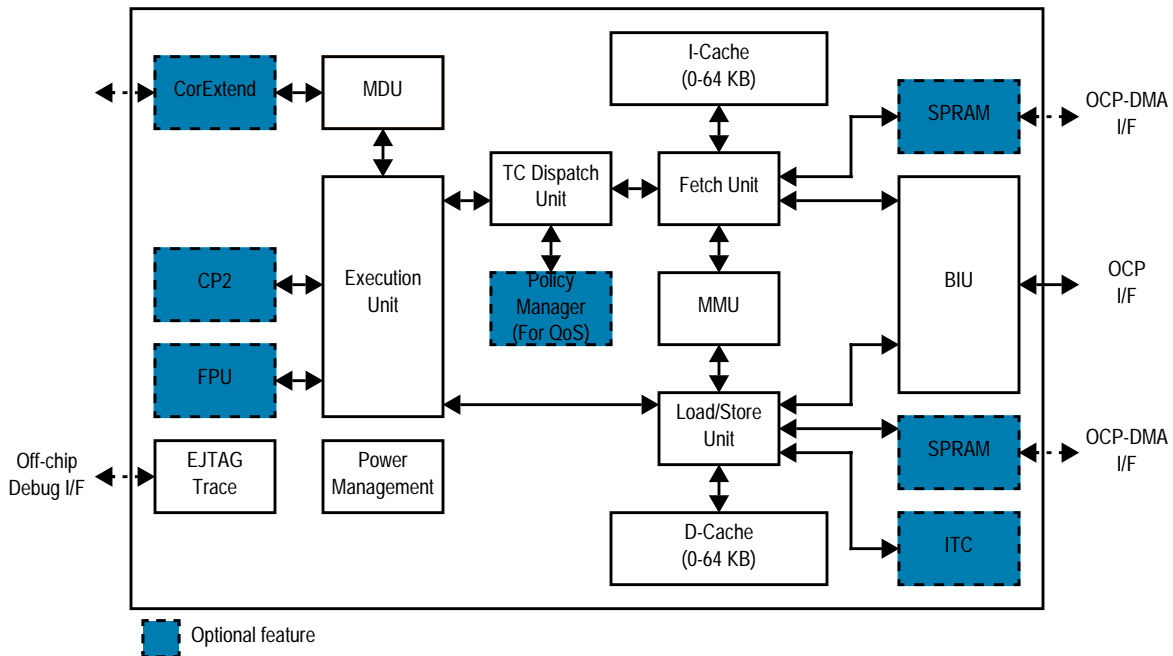 I-Cache
(0-64 KB)
CorExtend
MDU
SPRAM
OCP-DMA
I/F
TC Dispatch
Unit
Fetch Unit
CP2
Execution
Unit
Policy
Manager
(For QoS)
MMU
BIU
OCP
I/F
FPU
Load/Store
Unit
Off-chip
Debug I/F
EJTAG
Trace
Power
Management
SPRAM
OCP-DMA
I/F
D-Cache
(0-64 KB)
ITC
Optional feature